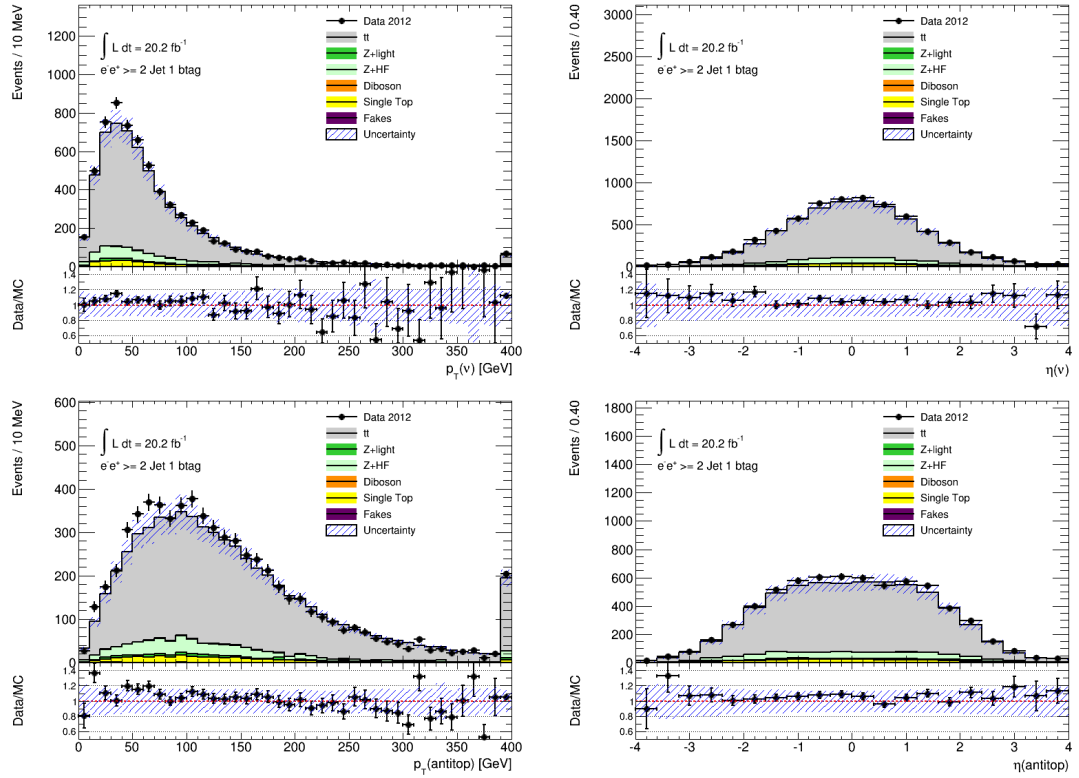 Events / 10 MeV
1200
1000
800
600
400
200
0
∫ L dt = 20.2 fb⁻¹
e⁻e⁺ >= 2 Jet 1 btag
Data 2012
tt
Z+light
Z+HF
Diboson
Single Top
Fakes
Uncertainty
Data/MC
1.4
1.2
1
0.8
0.6
0 50 100 150 200 250 300 350 400
p_T(ν) [GeV]
Events / 0.40
3000
2500
2000
1500
1000
500
0
∫ L dt = 20.2 fb⁻¹
e⁻e⁺ >= 2 Jet 1 btag
Data 2012
tt
Z+light
Z+HF
Diboson
Single Top
Fakes
Uncertainty
Data/MC
1.4
1.2
1
0.8
0.6
-4 -3 -2 -1 0 1 2 3 4
η(ν)
Events / 10 MeV
600
500
400
300
200
100
0
∫ L dt = 20.2 fb⁻¹
e⁻e⁺ >= 2 Jet 1 btag
Data 2012
tt
Z+light
Z+HF
Diboson
Single Top
Fakes
Uncertainty
Data/MC
1.4
1.2
1
0.8
0.6
0 50 100 150 200 250 300 350 400
p_T(antitop) [GeV]
Events / 0.40
1800
1600
1400
1200
1000
800
600
400
200
0
∫ L dt = 20.2 fb⁻¹
e⁻e⁺ >= 2 Jet 1 btag
Data 2012
tt
Z+light
Z+HF
Diboson
Single Top
Fakes
Uncertainty
Data/MC
1.4
1.2
1
0.8
0.6
-4 -3 -2 -1 0 1 2 3 4
η(antitop)